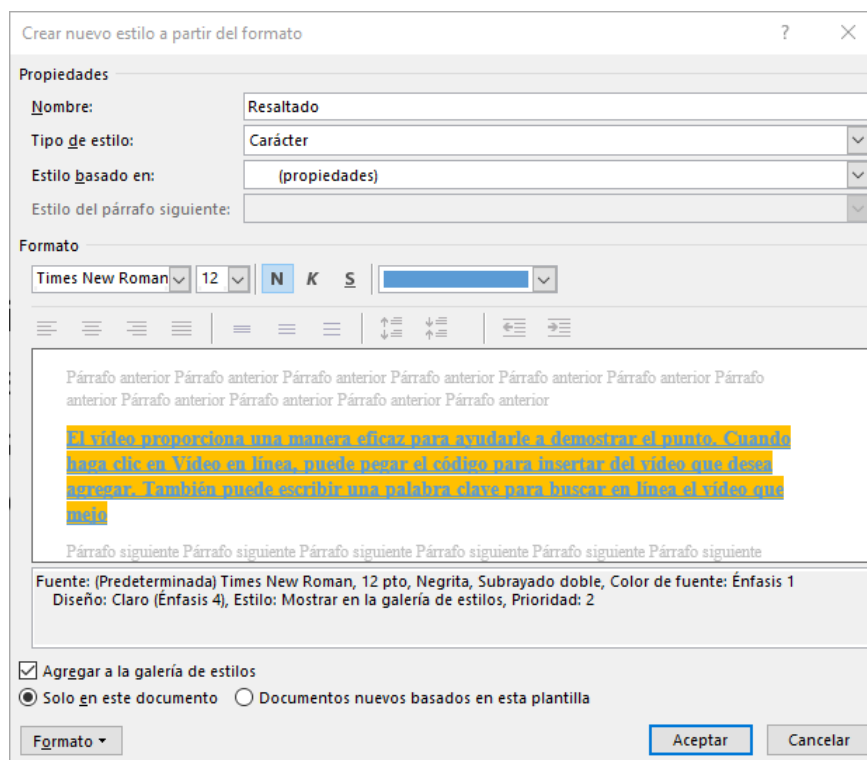 Crear nuevo estilo a partir del formato ?
Propiedades
Nombre: Resaltado
Tipo de estilo: Carácter
Estilo basado en: (propiedades)
Estilo del párrafo siguiente:
Formato
Times New Roman 12 N K S
Párrafo anterior Párrafo anterior Párrafo anterior Párrafo anterior Párrafo anterior Párrafo anterior Párrafo
anterior Párrafo anterior Párrafo anterior Párrafo anterior Párrafo anterior
El vídeo proporciona una manera eficaz para ayudarle a demostrar el punto. Cuando
haga clic en Vídeo en línea, puede pegar el código para insertar del vídeo que desea
agregar. También puede escribir una palabra clave para buscar en línea el vídeo que
mejo
Párrafo siguiente Párrafo siguiente Párrafo siguiente Párrafo siguiente Párrafo siguiente Párrafo siguiente
Fuente: (Predeterminada) Times New Roman, 12 pto, Negrita, Subrayado doble, Color de fuente: Énfasis 1
Diseño: Claro (Énfasis 4), Estilo: Mostrar en la galería de estilos, Prioridad: 2
Agregar a la galería de estilos
Solo en este documento Documentos nuevos basados en esta plantilla
Formato Aceptar Cancelar